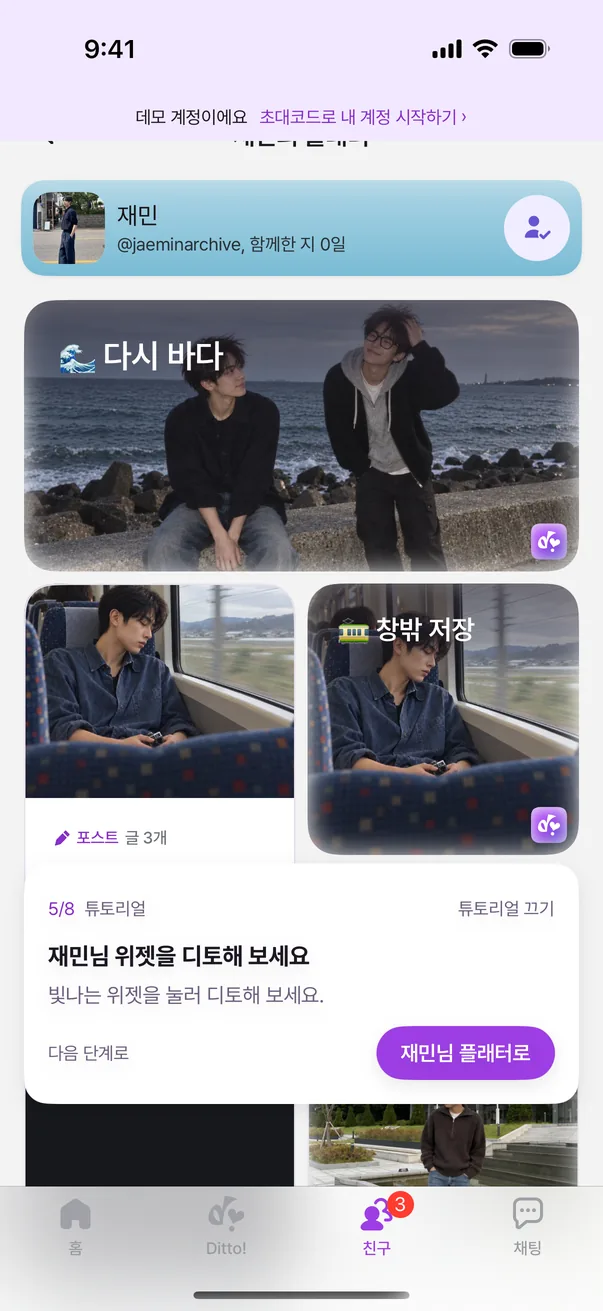 9:41
데모 계정이에요 초대코드로 내 계정 시작하기 ›
재민
@jaeminarchive, 함께한 지 0일
🌊 다시 바다
🚋 창밖 저장
포스트 글 3개
5/8 튜토리얼
튜토리얼 끄기
재민님 위젯을 디토해 보세요
빛나는 위젯을 눌러 디토해 보세요.
다음 단계로
재민님 플래터로
3
홈
Ditto!
친구
채팅